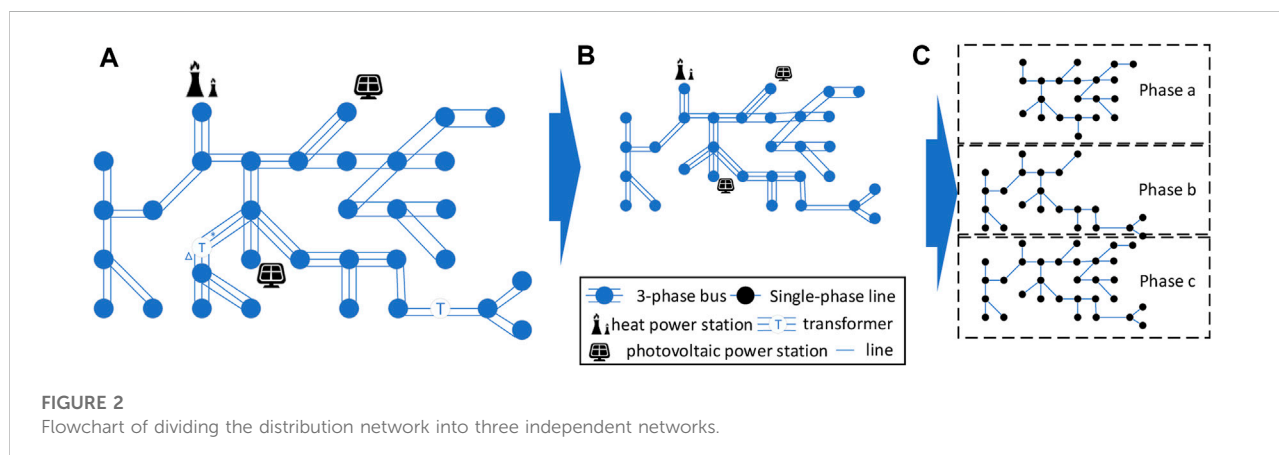 A
B
C
T
*
Δ
T
Phase a
Phase b
Phase c
3-phase bus
Single-phase line
heat power station
T
transformer
photovoltaic power station
line
FIGURE 2
Flowchart of dividing the distribution network into three independent networks.